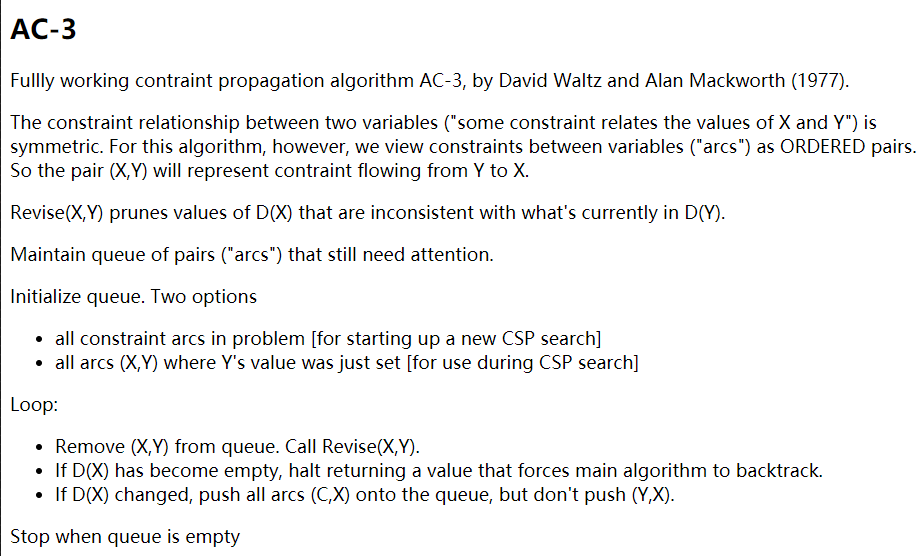 AC-3
Fullly working contraint propagation algorithm AC-3, by David Waltz and Alan Mackworth (1977).
The constraint relationship between two variables ("some constraint relates the values of X and Y") is
symmetric. For this algorithm, however, we view constraints between variables ("arcs") as ORDERED pairs.
So the pair (X,Y) will represent contraint flowing from Y to X.
Revise(X,Y) prunes values of D(X) that are inconsistent with what's currently in D(Y).
Maintain queue of pairs ("arcs") that still need attention.
Initialize queue. Two options
• all constraint arcs in problem [for starting up a new CSP search]
• all arcs (X,Y) where Y's value was just set [for use during CSP search]
Loop:
• Remove (X,Y) from queue. Call Revise(X,Y).
• If D(X) has become empty, halt returning a value that forces main algorithm to backtrack.
• If D(X) changed, push all arcs (C,X) onto the queue, but don't push (Y,X).
Stop when queue is empty